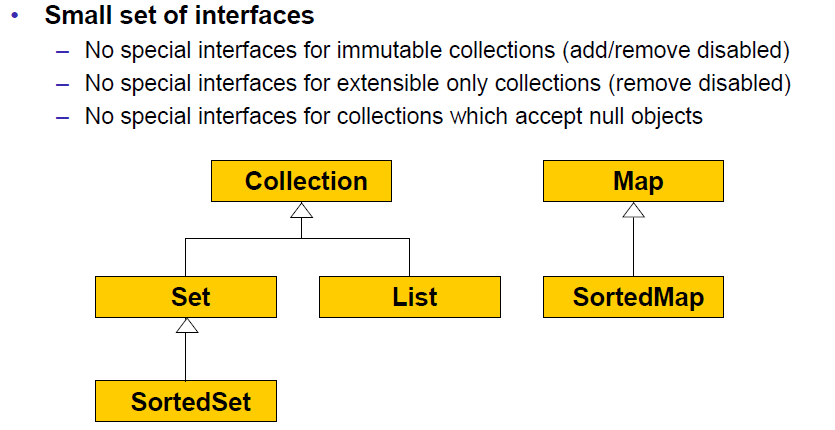 • Small set of interfaces
– No special interfaces for immutable collections (add/remove disabled)
– No special interfaces for extensible only collections (remove disabled)
– No special interfaces for collections which accept null objects
Collection Map
Set List SortedMap
SortedSet